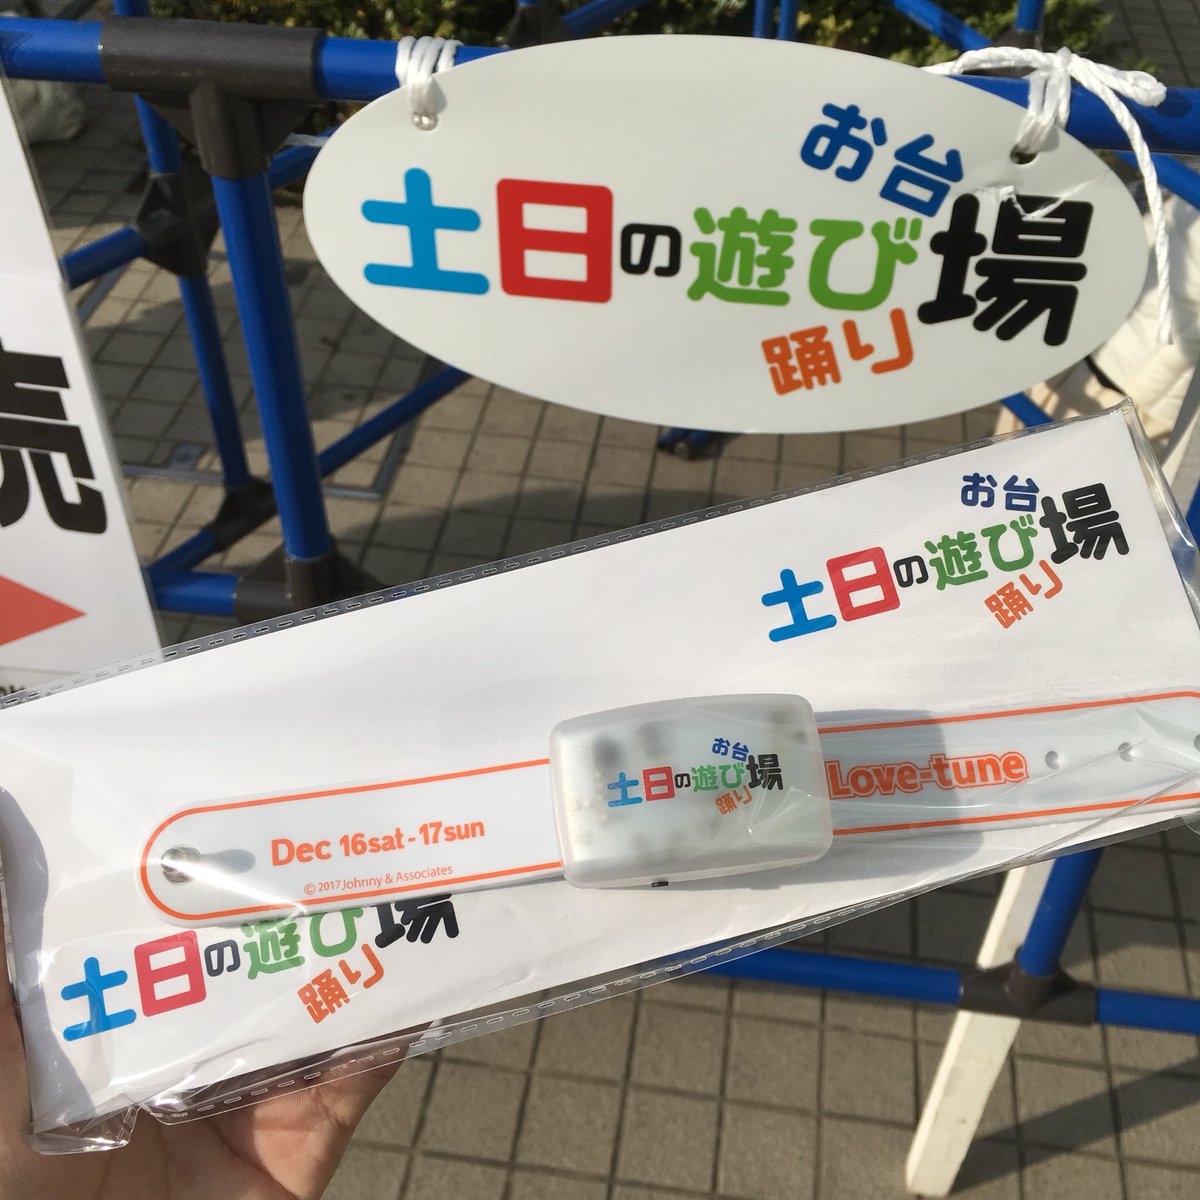 お台
土日の遊び場
踊り
売
お台
土日の遊び場
踊り
お台
土日の遊び場
踊り
Love-tune
Dec 16sat - 17sun
© 2017 Johnny & Associates
土日の遊び場
踊り